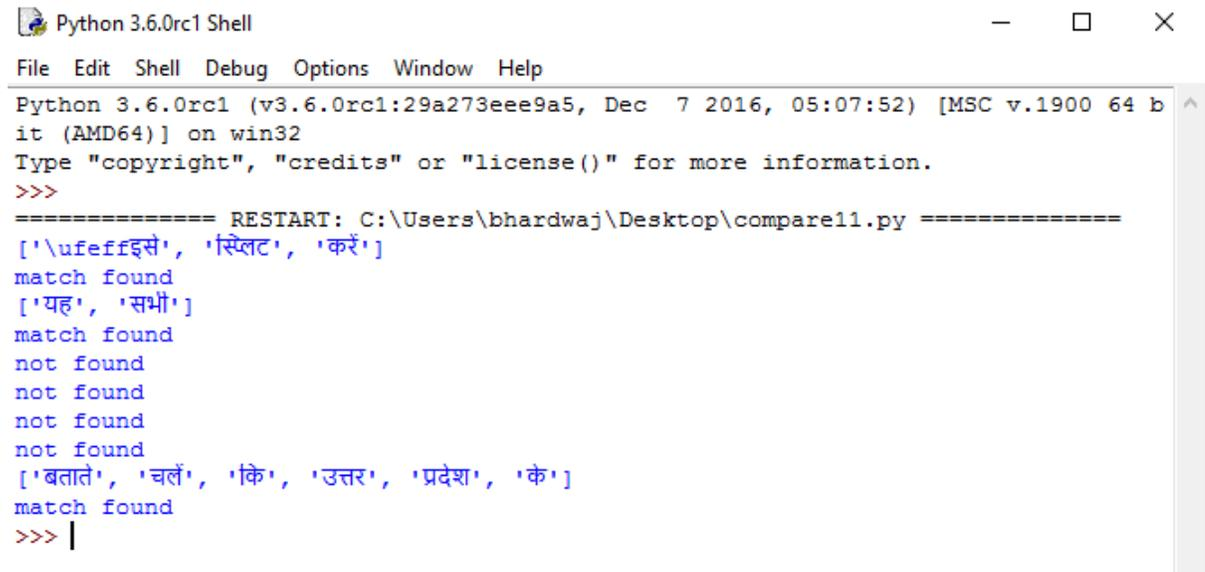 Python 3.6.0rc1 Shell
File Edit Shell Debug Options Window Help
Python 3.6.0rc1 (v3.6.0rc1:29a273eee9a5, Dec  7 2016, 05:07:52) [MSC v.1900 64 b
it (AMD64)] on win32
Type "copyright", "credits" or "license()" for more information.
>>>
============== RESTART: C:\Users\bhardwaj\Desktop\compare11.py ==============
['\ufeffइसे', 'स्प्लिट', 'करें']
match found
['यह', 'सभी']
match found
not found
not found
not found
not found
['बताते', 'चलें', 'कि', 'उत्तर', 'प्रदेश', 'के']
match found
>>>